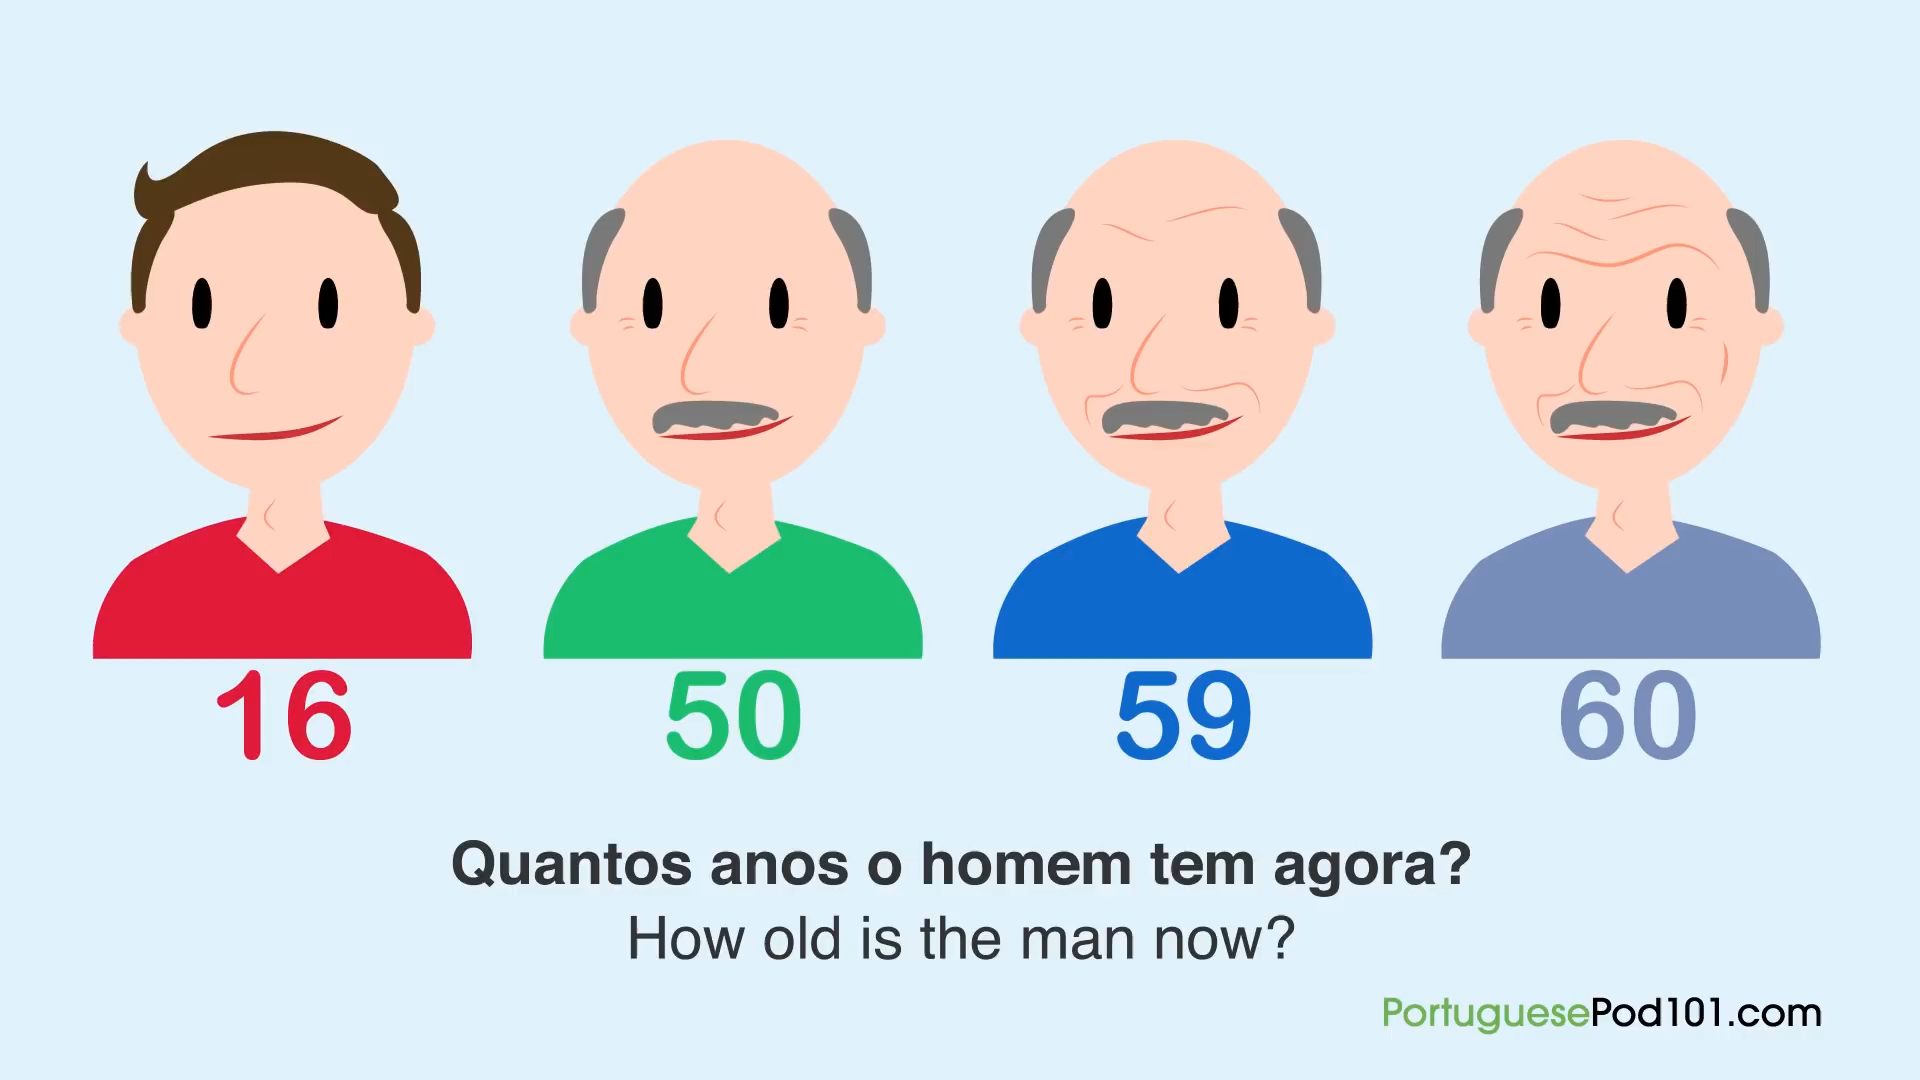 16 50 59 60
Quantos anos o homem tem agora?
How old is the man now?
PortuguesePod101.com